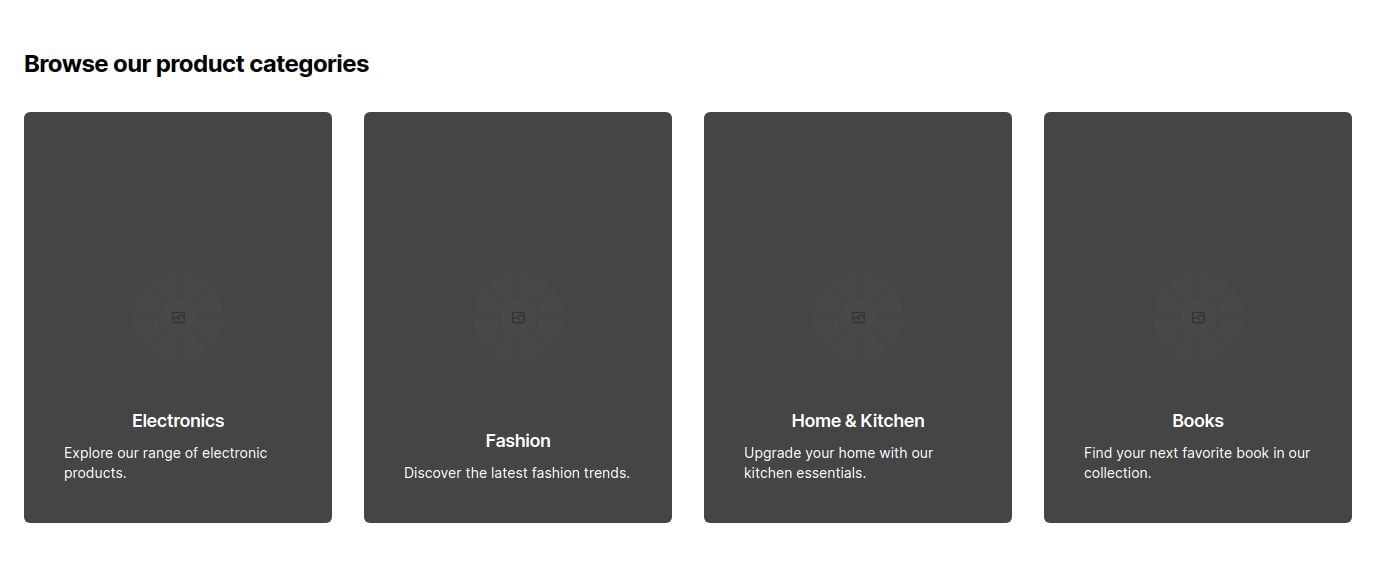 Browse our product categories
Electronics
Explore our range of electronic
products.
Fashion
Discover the latest fashion trends.
Home & Kitchen
Upgrade your home with our
kitchen essentials.
Books
Find your next favorite book in our
collection.